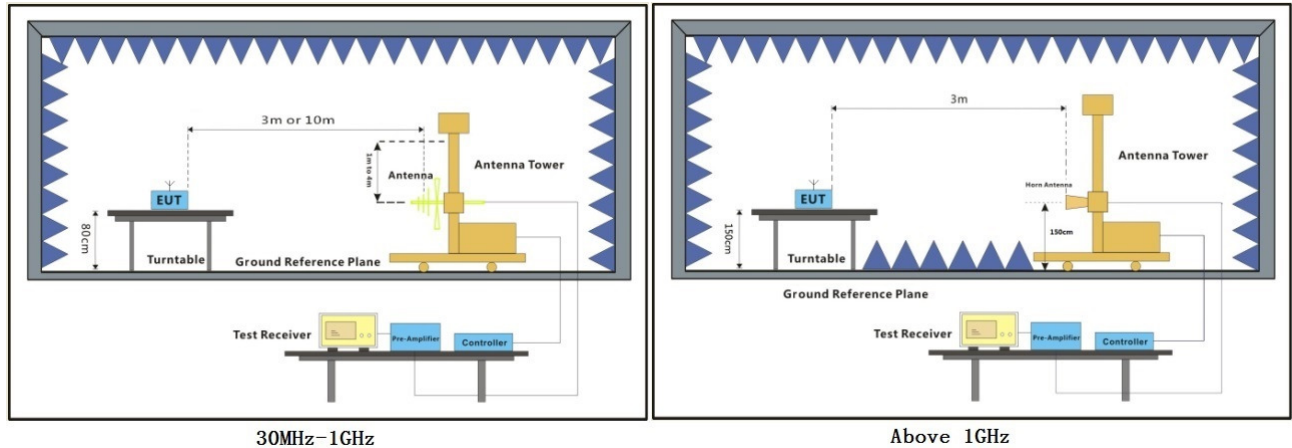 3m or 10m
1m to 4m
Antenna
Antenna Tower
EUT
80cm
Turntable
Ground Reference Plane
Test Receiver
Pre-Amplifier
Controller
30MHz-1GHz
3m
Antenna Tower
Horn Antenna
EUT
150cm
150cm
Turntable
Ground Reference Plane
Test Receiver
Pre-Amplifier
Controller
Above 1GHz